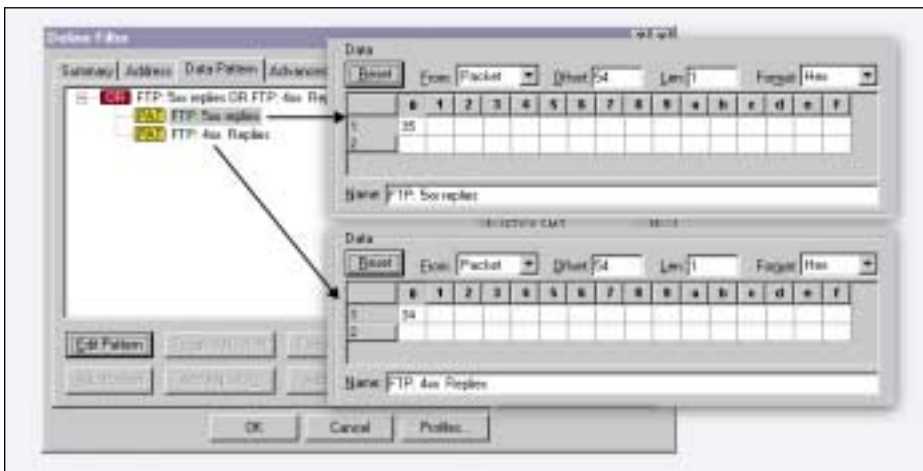 Define Filter
Summary Address Data Pattern Advanced
OR FTP: 5xx replies OR FTP: 4xx Rep
PAT FTP: 5xx replies
PAT FTP: 4xx Replies
Data
Reset From Packet Offset 54 Len 1 Format Hex
0 1 2 3 4 5 6 7 8 9 a b c d e f
1 35
2
Name: FTP: 5xx replies
Data
Reset From Packet Offset 54 Len 1 Format Hex
0 1 2 3 4 5 6 7 8 9 a b c d e f
1 34
2
Name: FTP: 4xx Replies
Edit Pattern
OK Cancel Profiles...